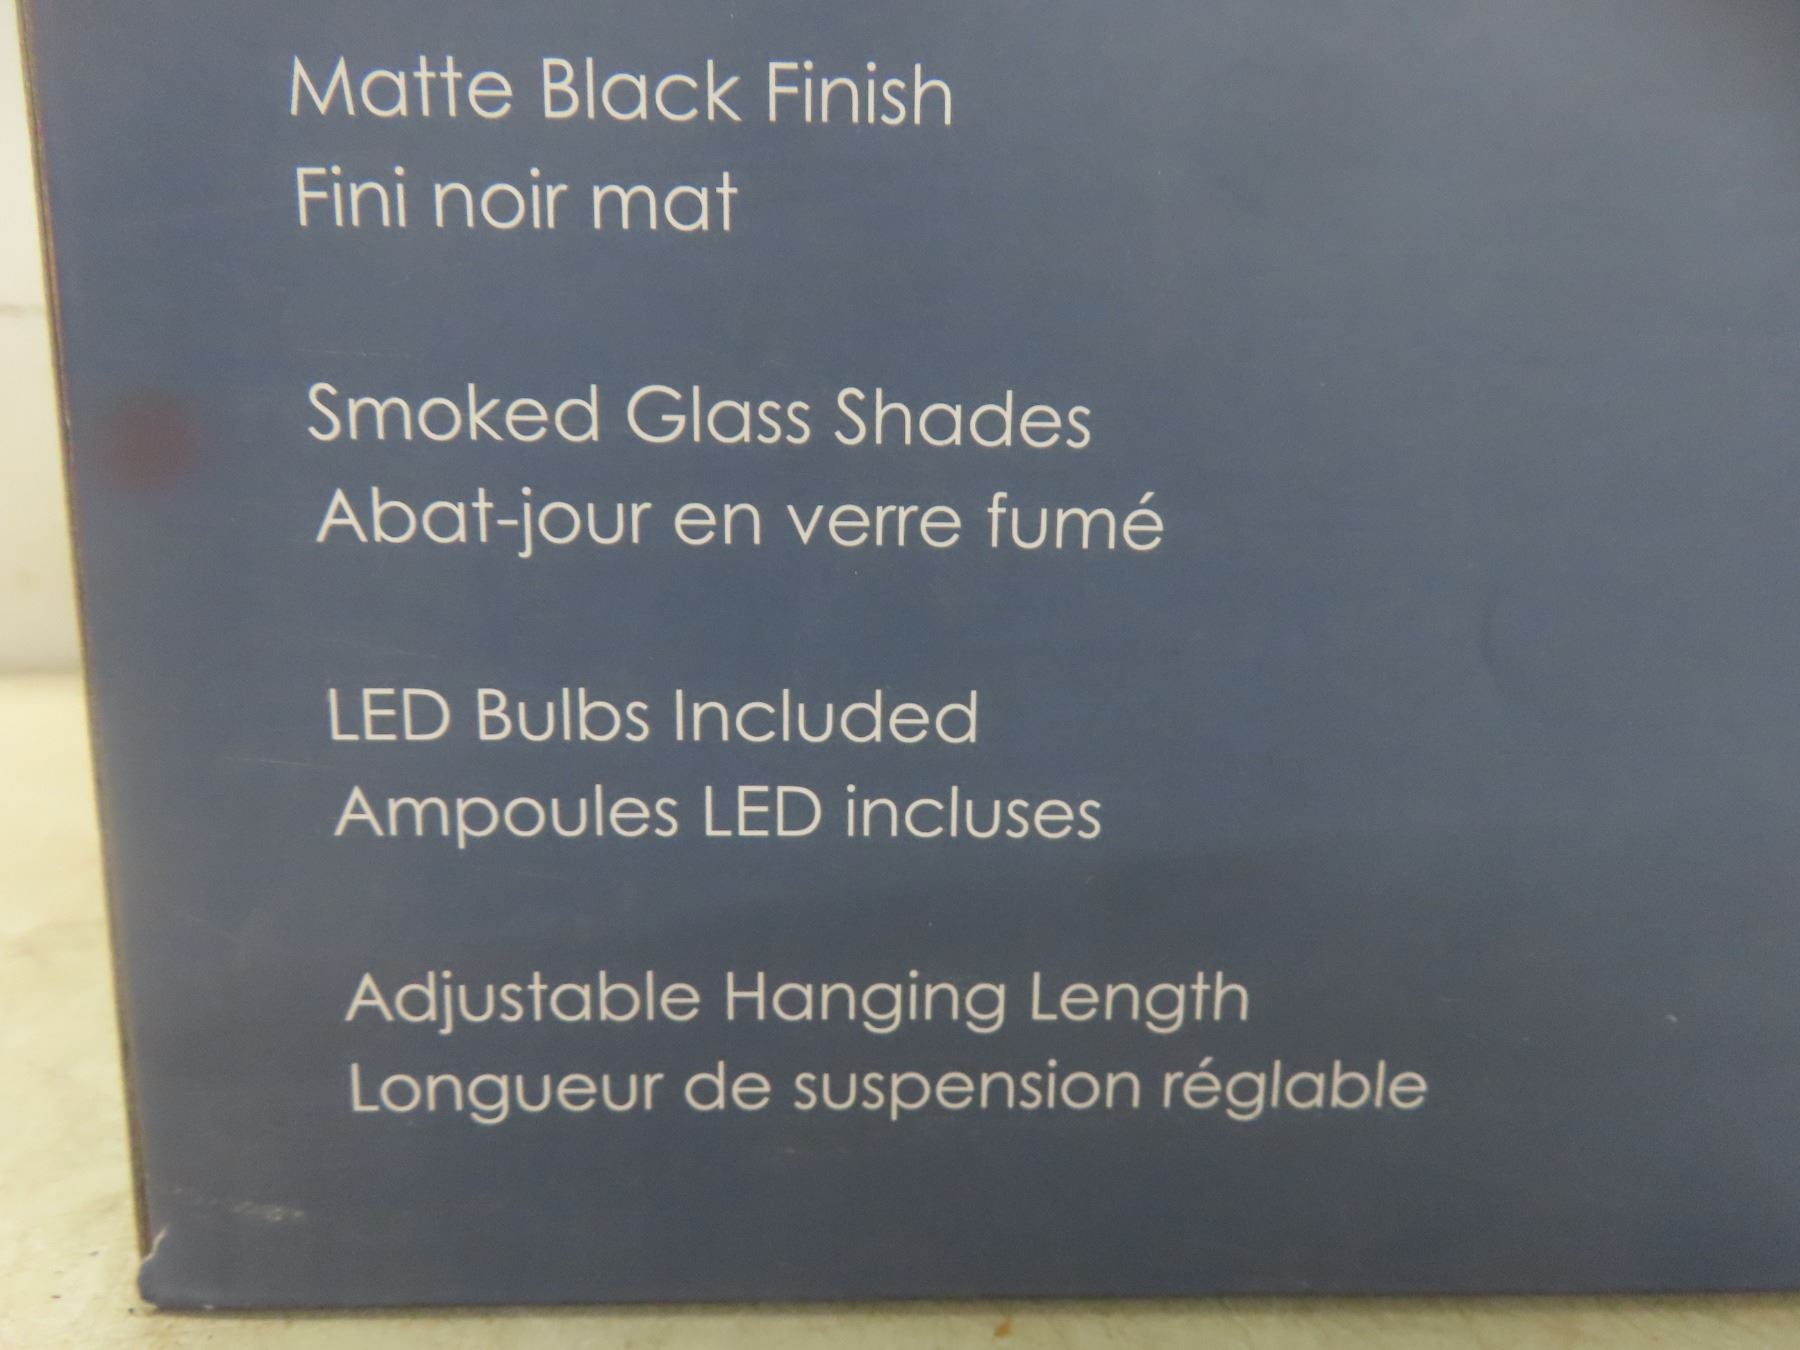 Matte Black Finish
Fini noir mat
Smoked Glass Shades
Abat-jour en verre fumé
LED Bulbs Included
Ampoules LED incluses
Adjustable Hanging Length
Longueur de suspension réglable